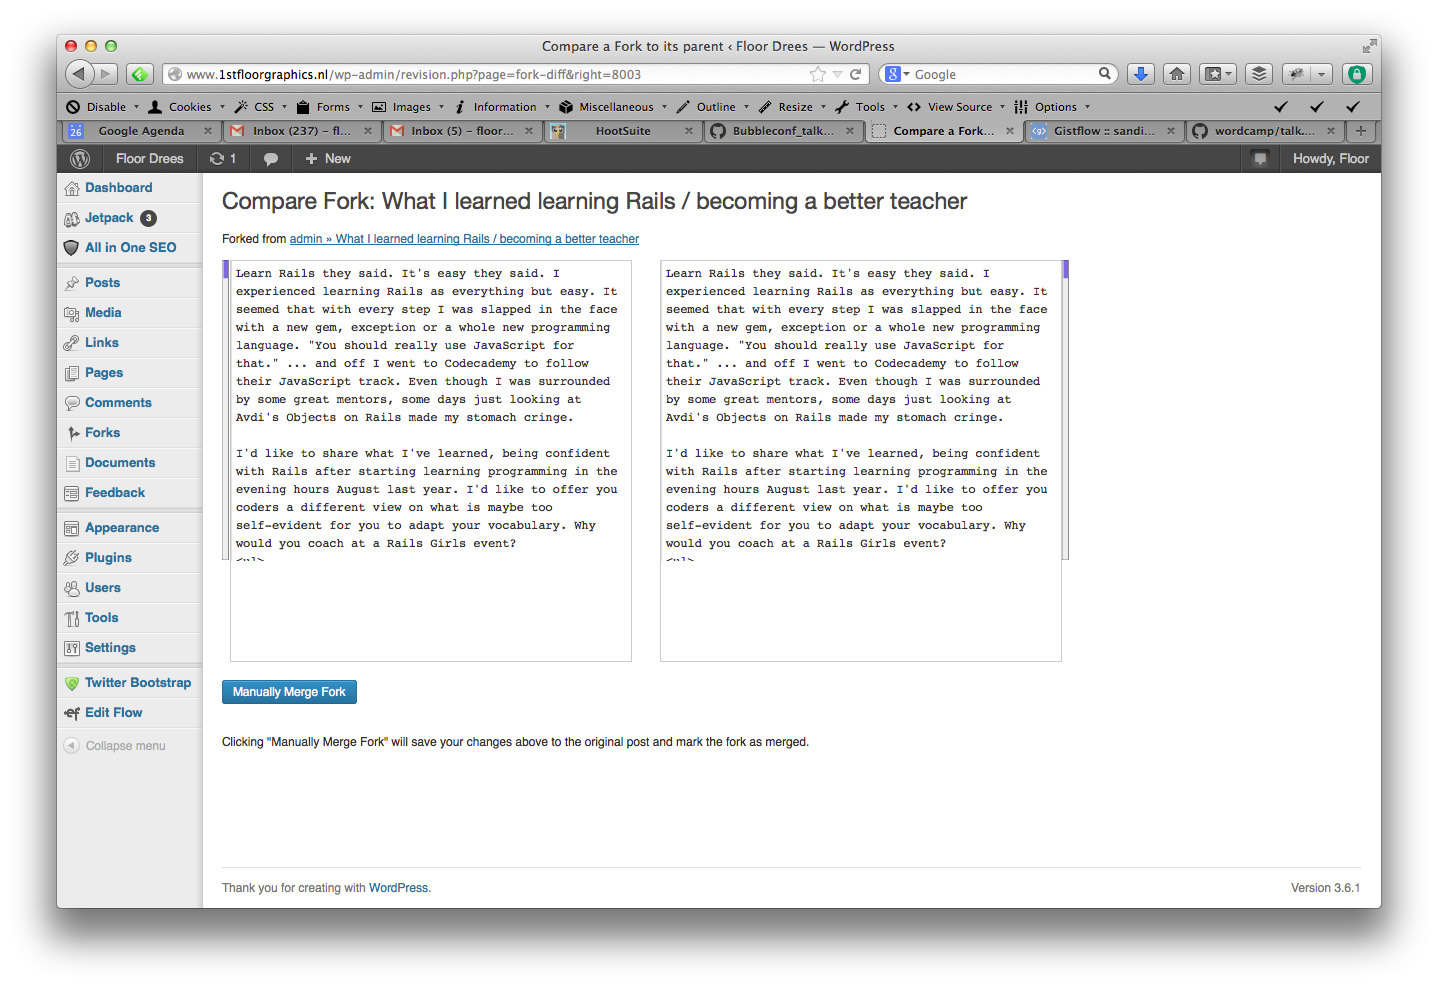 Compare a Fork to its parent ‹ Floor Drees — WordPress
www.1stfloorgraphics.nl/wp-admin/revision.php?page=fork-diff&right=8003
Google
Disable Cookies CSS Forms Images Information Miscellaneous Outline Resize Tools View Source Options
26 Google Agenda
Inbox (237) – fl...
Inbox (5) – floor...
HootSuite
Bubbleconf_talk...
Compare a Fork...
Gistflow :: sandi...
wordcamp/talk....
Floor Drees 1 + New Howdy, Floor
Dashboard
Jetpack 3
All in One SEO
Posts
Media
Links
Pages
Comments
Forks
Documents
Feedback
Appearance
Plugins
Users
Tools
Settings
Twitter Bootstrap
Edit Flow
Collapse menu
Compare Fork: What I learned learning Rails / becoming a better teacher
Forked from admin » What I learned learning Rails / becoming a better teacher
Learn Rails they said. It's easy they said. I
experienced learning Rails as everything but easy. It
seemed that with every step I was slapped in the face
with a new gem, exception or a whole new programming
language. "You should really use JavaScript for
that." ... and off I went to Codecademy to follow
their JavaScript track. Even though I was surrounded
by some great mentors, some days just looking at
Avdi's Objects on Rails made my stomach cringe.
I'd like to share what I've learned, being confident
with Rails after starting learning programming in the
evening hours August last year. I'd like to offer you
coders a different view on what is maybe too
self-evident for you to adapt your vocabulary. Why
would you coach at a Rails Girls event?
<ul>
Learn Rails they said. It's easy they said. I
experienced learning Rails as everything but easy. It
seemed that with every step I was slapped in the face
with a new gem, exception or a whole new programming
language. "You should really use JavaScript for
that." ... and off I went to Codecademy to follow
their JavaScript track. Even though I was surrounded
by some great mentors, some days just looking at
Avdi's Objects on Rails made my stomach cringe.
I'd like to share what I've learned, being confident
with Rails after starting learning programming in the
evening hours August last year. I'd like to offer you
coders a different view on what is maybe too
self-evident for you to adapt your vocabulary. Why
would you coach at a Rails Girls event?
<ul>
Manually Merge Fork
Clicking "Manually Merge Fork" will save your changes above to the original post and mark the fork as merged.
Thank you for creating with WordPress.
Version 3.6.1